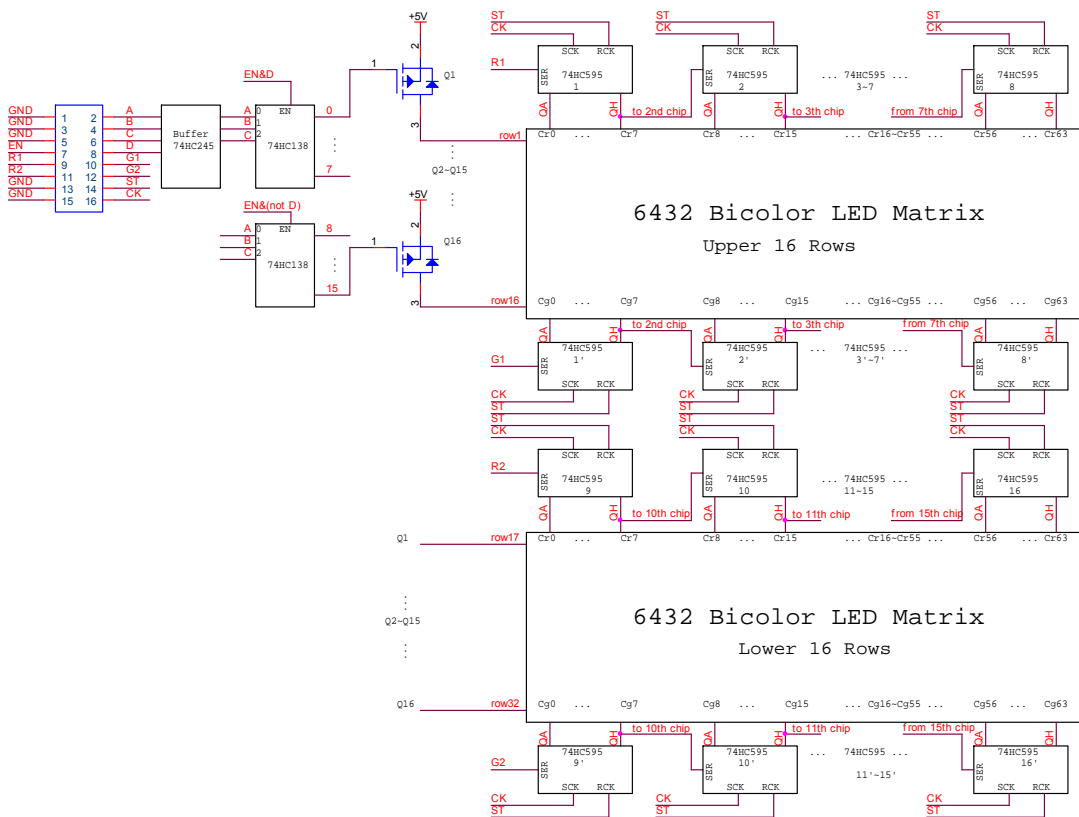 ST
CK
ST
CK
ST
CK
+5V
SCK RCK
SCK RCK
SCK RCK
2
1
Q1
R1
SER
74HC595
1
SER
74HC595
2
... 74HC595 ...
3~7
SER
74HC595
8
EN&D
3
QA
QH
to 2nd chip
QA
QH
to 3th chip
from 7th chip
QA
QH
GND 1 2 A
GND 3 4 B
GND 5 6 C
EN 7 8 D
R1 9 10 G1
R2 11 12 G2
GND 13 14 ST
GND 15 16 CK
Buffer
74HC245
A 0 EN 0
B 1
C 2
74HC138
7
row1
Cr0 ... Cr7 Cr8 ... Cr15 ... Cr16~Cr55 ... Cr56 ... Cr63
Q2~Q15
6432 Bicolor LED Matrix
Upper 16 Rows
EN&(not D)
A 0 EN 8
B 1
C 2
74HC138
15
+5V
2
1
Q16
3
row16
Cg0 ... Cg7 Cg8 ... Cg15 ... Cg16~Cg55 ... Cg56 ... Cg63
QA
QH
to 2nd chip
QA
QH
to 3th chip
from 7th chip
QA
QH
G1
SER
74HC595
1'
SCK RCK
SER
74HC595
2'
SCK RCK
... 74HC595 ...
3'~7'
SER
74HC595
8'
SCK RCK
CK
ST
CK
ST
CK
ST
ST
CK
ST
CK
ST
CK
R2
SCK RCK
SER
74HC595
9
SCK RCK
SER
74HC595
10
... 74HC595 ...
11~15
SCK RCK
SER
74HC595
16
QA
QH
to 10th chip
QA
QH
to 11th chip
from 15th chip
QA
QH
Q1
row17
Cr0 ... Cr7 Cr8 ... Cr15 ... Cr16~Cr55 ... Cr56 ... Cr63
Q2~Q15
6432 Bicolor LED Matrix
Lower 16 Rows
Q16
row32
Cg0 ... Cg7 Cg8 ... Cg15 ... Cg16~Cg55 ... Cg56 ... Cg63
QA
QH
to 10th chip
QA
QH
to 11th chip
from 15th chip
QA
QH
G2
SER
74HC595
9'
SCK RCK
SER
74HC595
10'
SCK RCK
... 74HC595 ...
11'~15'
SER
74HC595
16'
SCK RCK
CK
ST
CK
ST
CK
ST